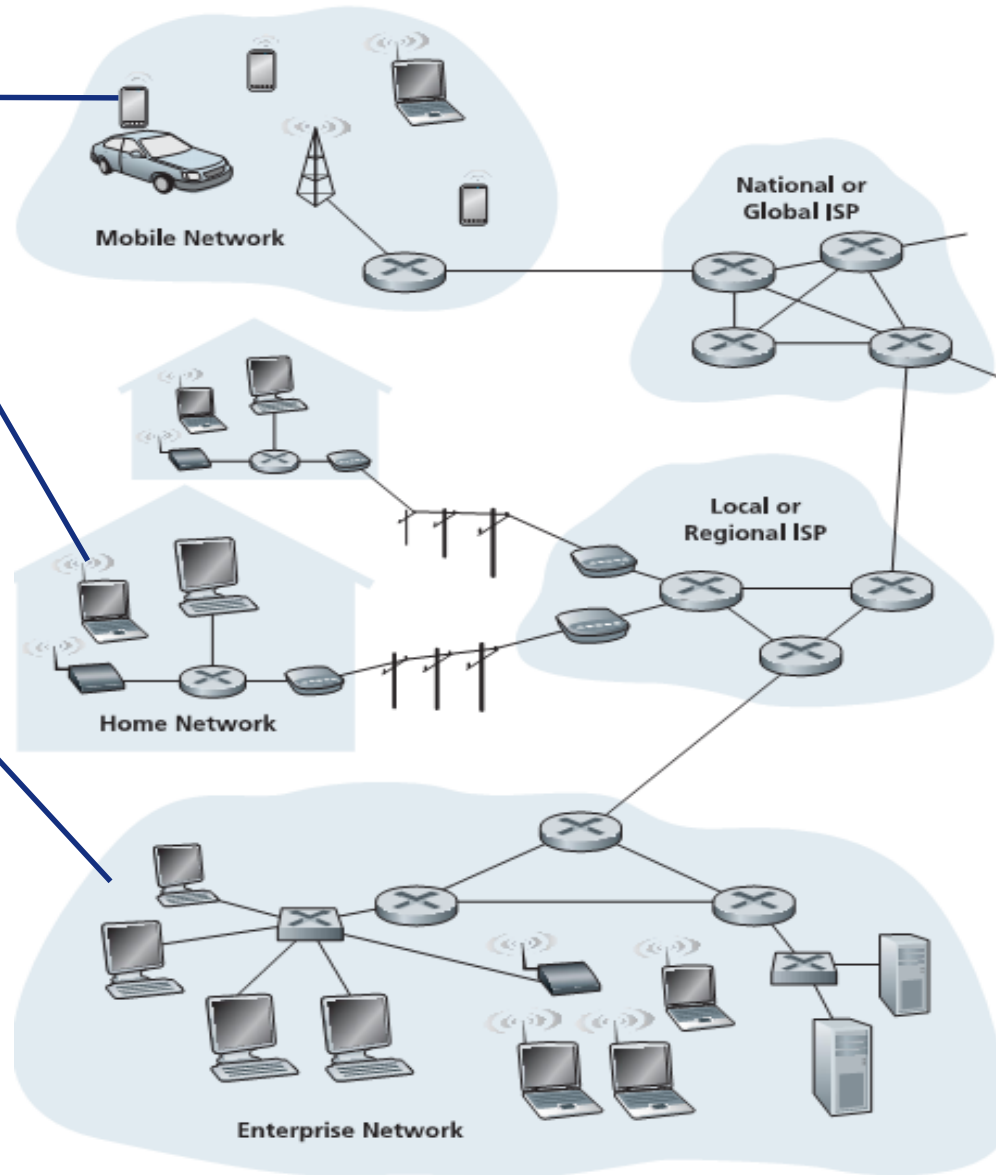 Mobile Network
National or
Global ISP
Local or
Regional ISP
Home Network
Enterprise Network